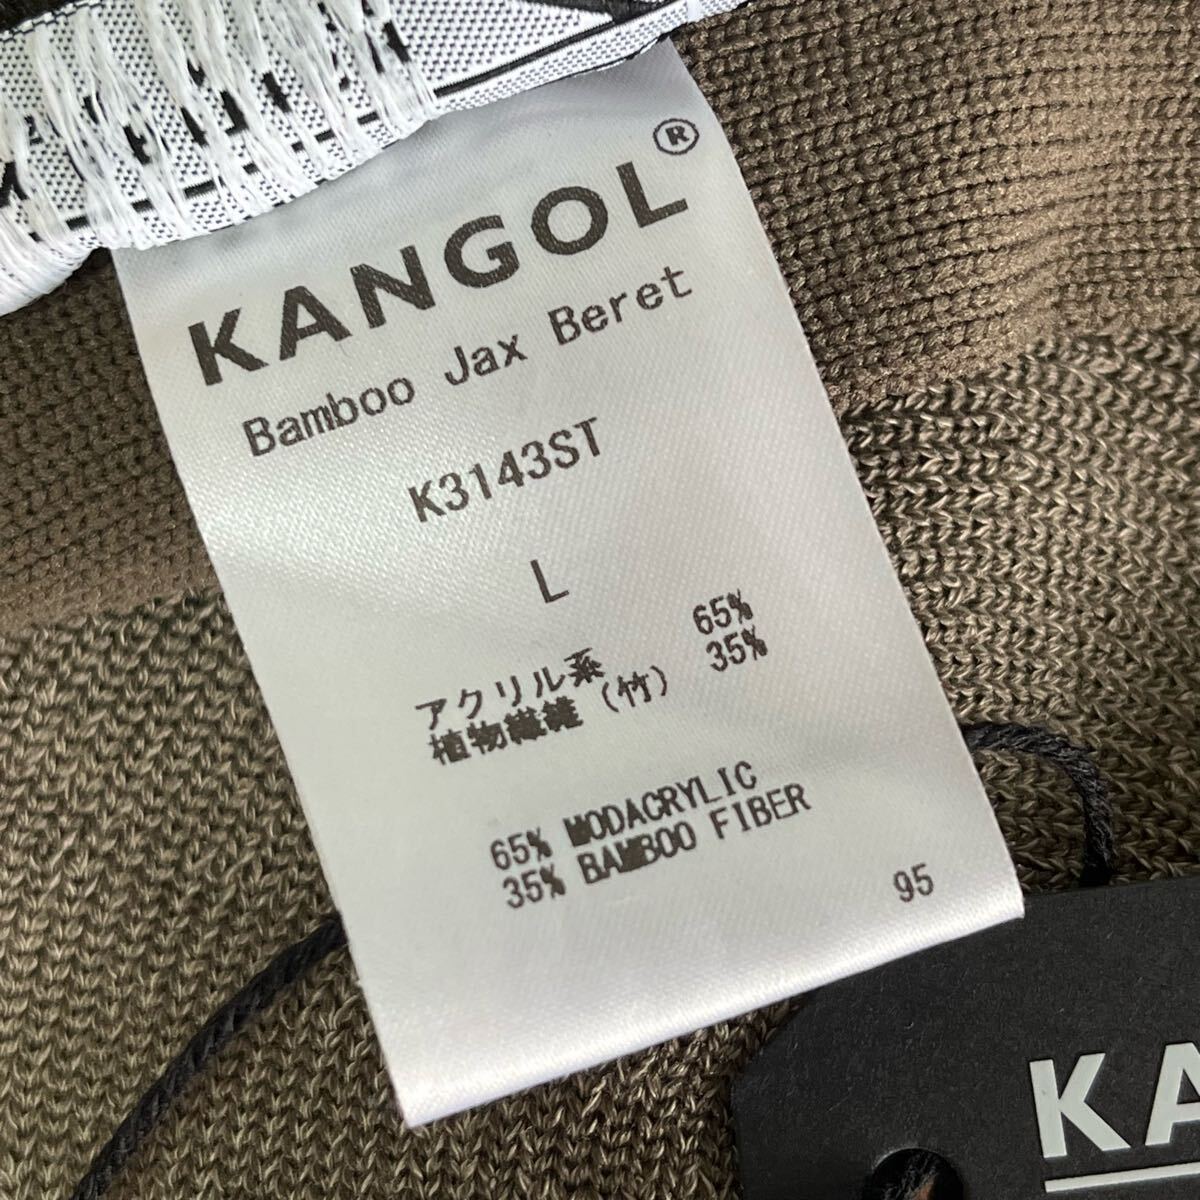 KANGOL®
Bamboo Jax Beret
K3143ST
L
アクリル系 65%
植物繊維(竹) 35%
65% MODACRYLIC
35% BAMBOO FIBER
95
KA